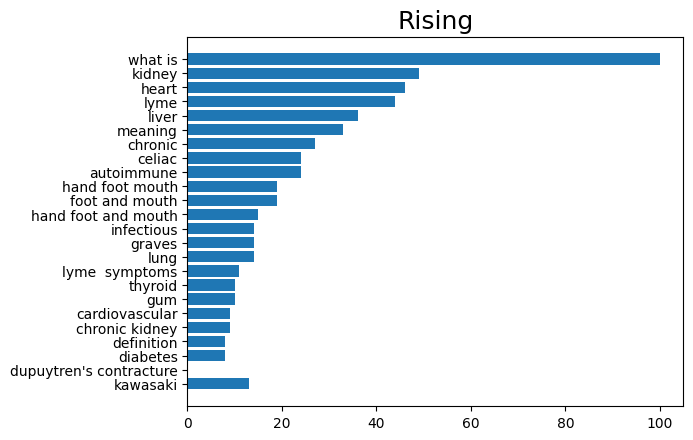 Rising
what is
kidney
heart
lyme
liver
meaning
chronic
celiac
autoimmune
hand foot mouth
foot and mouth
hand foot and mouth
infectious
graves
lung
lyme  symptoms
thyroid
gum
cardiovascular
chronic kidney
definition
diabetes
dupuytren's contracture
kawasaki
0 20 40 60 80 100